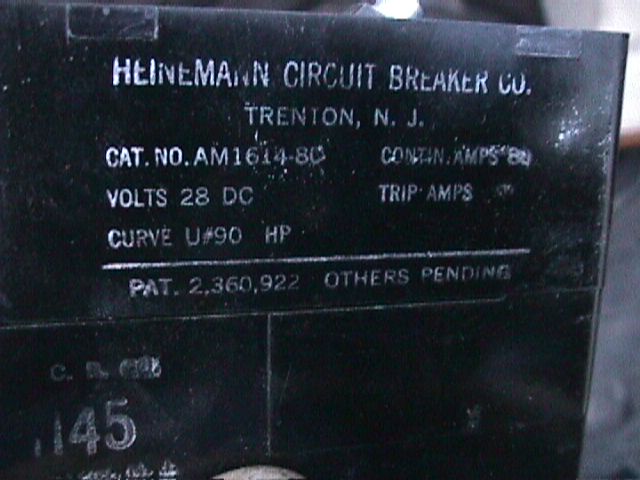 HEINEMANN CIRCUIT BREAKER CO.
TRENTON, N. J.
CAT. NO. AM1614-80 CONTIN. AMPS 80
VOLTS 28 DC TRIP AMPS
CURVE U#90 HP
PAT. 2,360,922 OTHERS PENDING
145